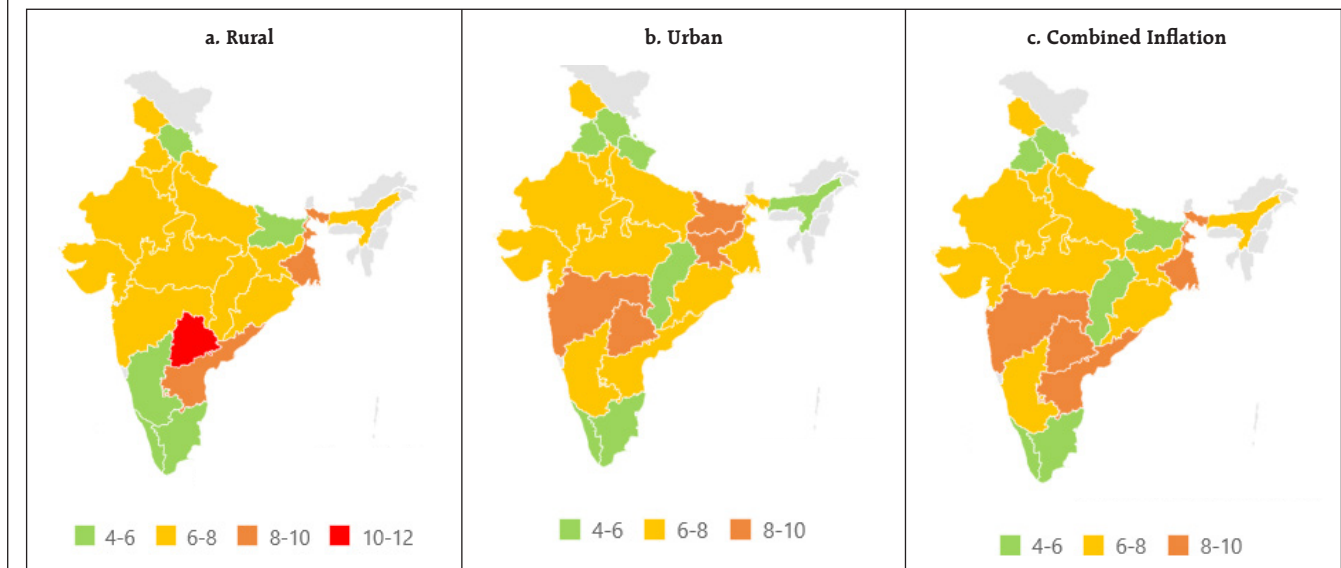 a. Rural
b. Urban
c. Combined Inflation
4-6 6-8 8-10 10-12
4-6 6-8 8-10
4-6 6-8 8-10